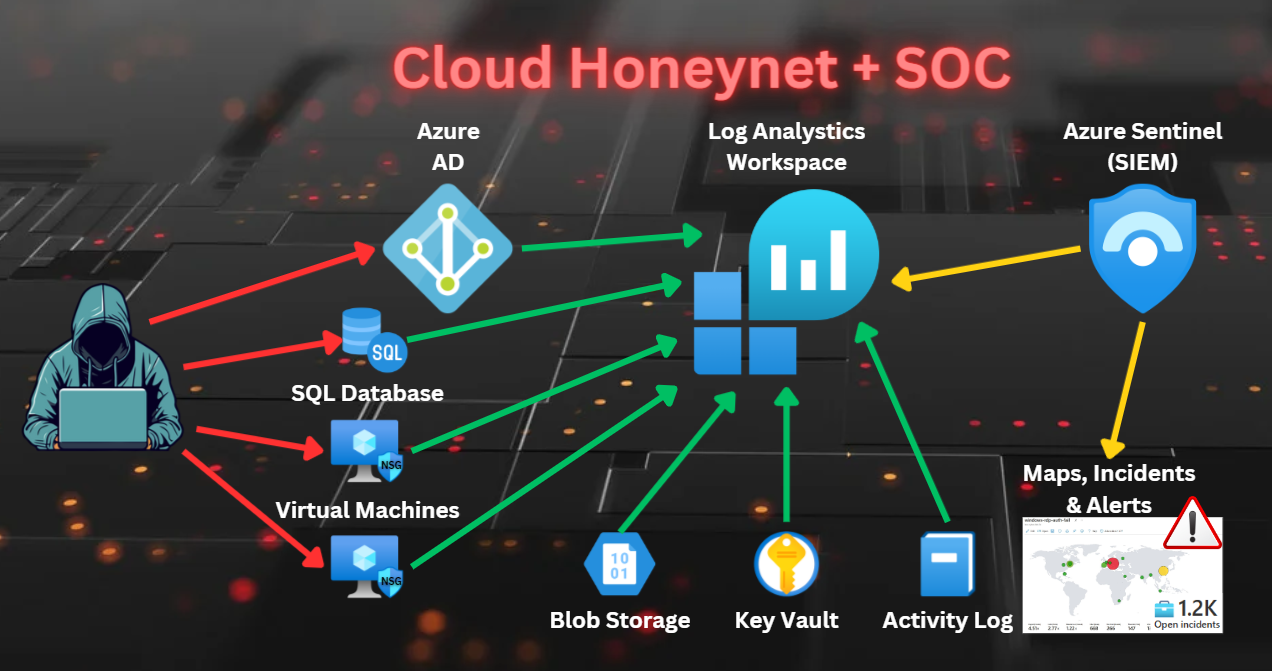 Cloud Honeynet + SOC
Azure
AD
Log Analystics
Workspace
Azure Sentinel
(SIEM)
SQL
SQL Database
NSG
Virtual Machines
NSG
10
01
Blob Storage
Key Vault
Activity Log
Maps, Incidents
& Alerts
windows-rdp-auth-fail
1.2K
Open incidents